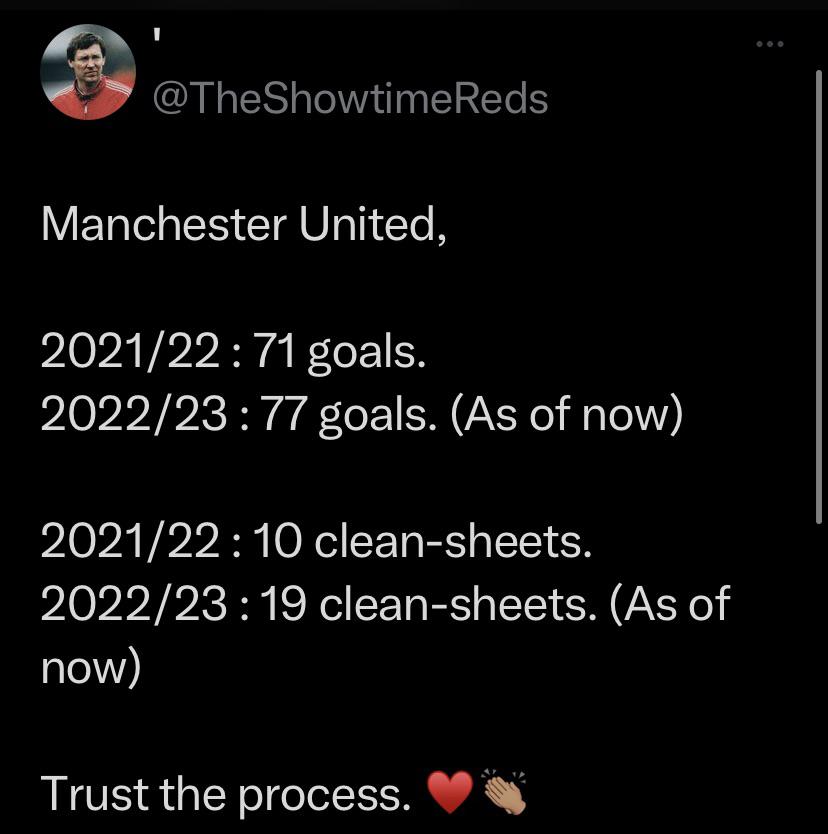 '
@TheShowtimeReds
Manchester United,
2021/22 : 71 goals.
2022/23 : 77 goals. (As of now)
2021/22 : 10 clean-sheets.
2022/23 : 19 clean-sheets. (As of
now)
Trust the process. ♥️👏🏽